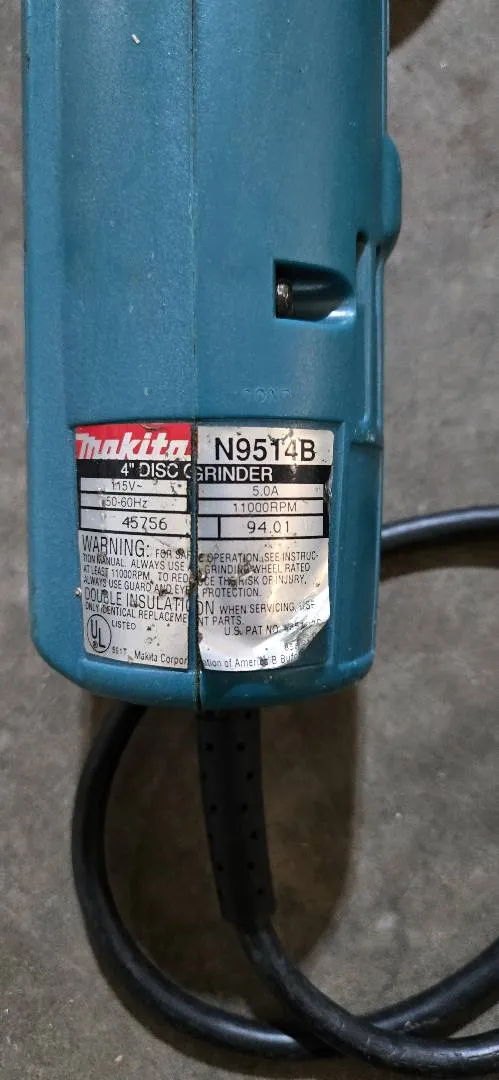 makita N9514B
4" DISC GRINDER
115V~ 5.0A
50-60Hz 11000RPM
45756 94.01
WARNING: FOR SAFE OPERATION, SEE INSTRUC-
TION MANUAL. ALWAYS USE GRINDING WHEEL RATED
AT LEAST 11000RPM. TO REDUCE THE RISK OF INJURY,
ALWAYS USE GUARD AND EYE PROTECTION.
DOUBLE INSULATION WHEN SERVICING, USE
ONLY IDENTICAL REPLACEMENT PARTS.
UL LISTED U.S. PAT NO.
861T Makita Corporation of America